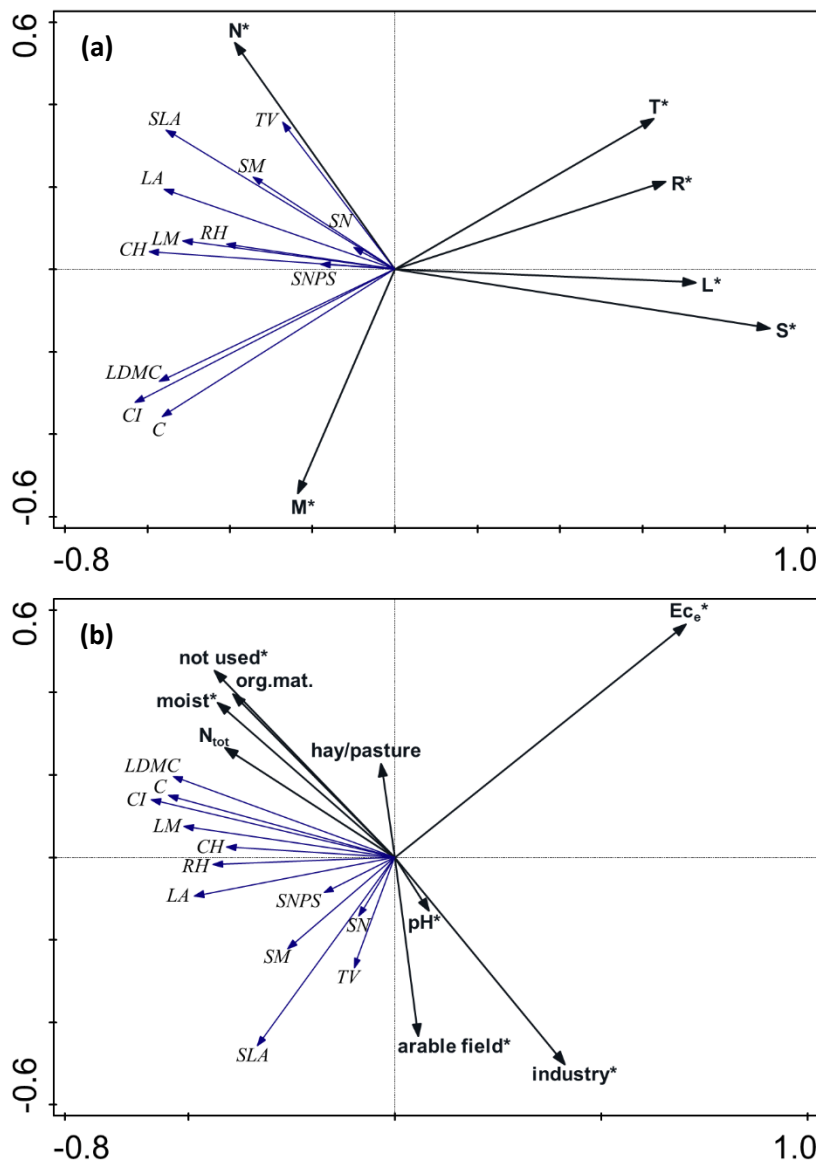 0.6
(a)
N*
SLA
TV
T*
SM
LA
R*
SN
LM
RH
CH
SNPS
L*
S*
LDMC
CI
C
M*
-0.6
-0.8
1.0
0.6
(b)
Ec_e*
not used*
org.mat.
moist*
N_tot
hay/pasture
LDMC
C
CI
LM
CH
RH
LA
SNPS
SN
pH*
SM
TV
arable field*
SLA
industry*
-0.6
-0.8
1.0